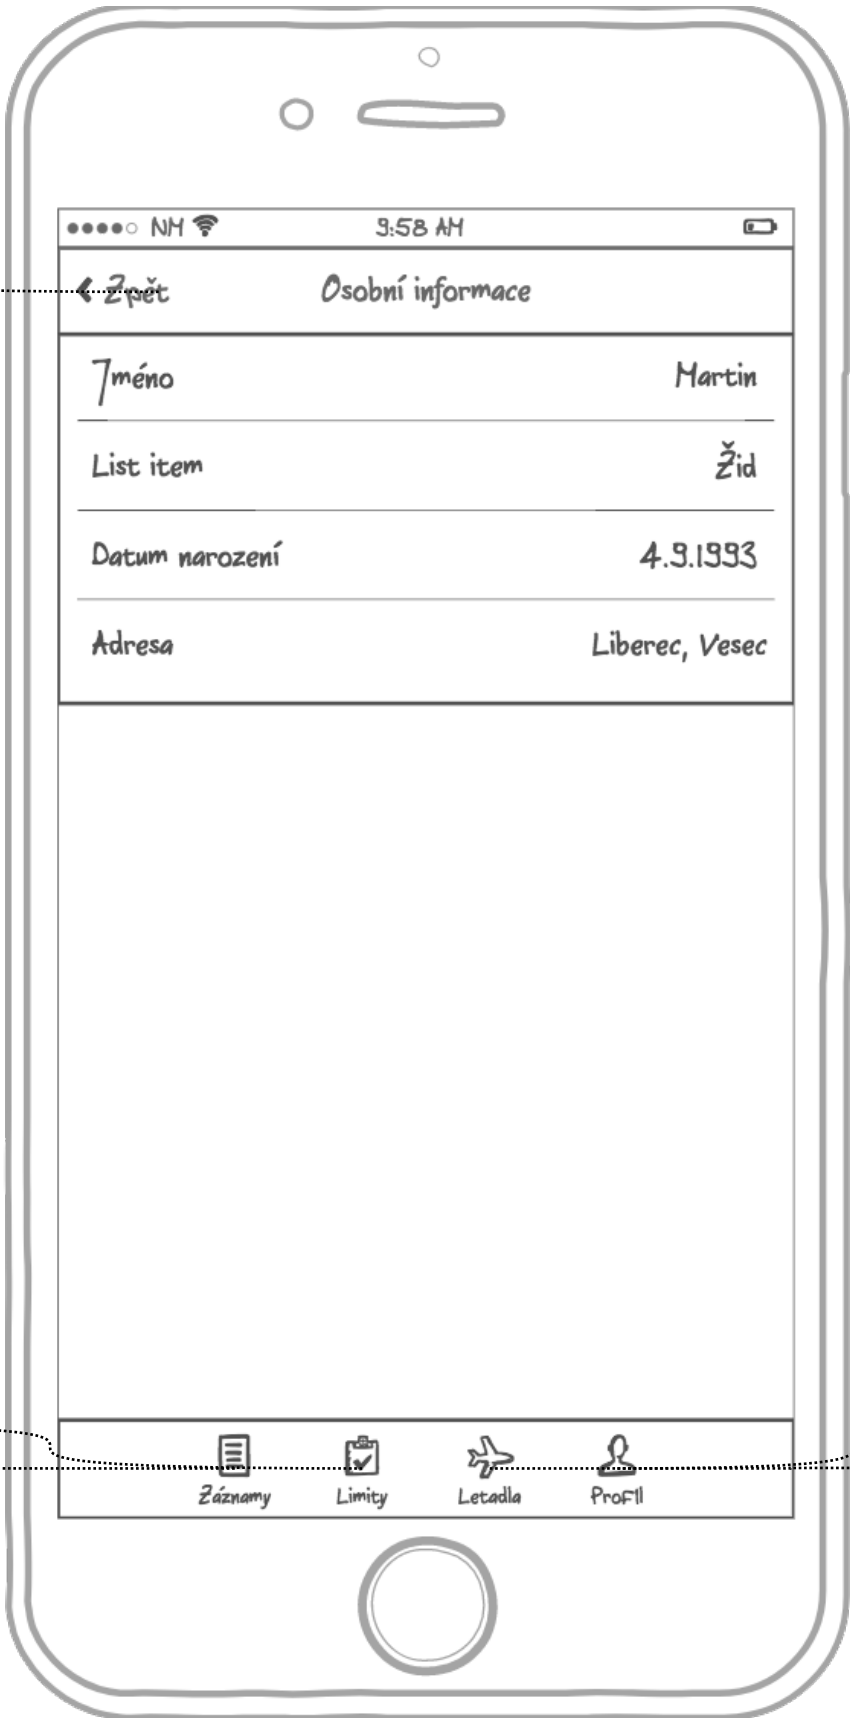 NM 9:58 AM
Zpět Osobní informace
Jméno Martin
List item Žid
Datum narození 4.9.1993
Adresa Liberec, Vesec
Záznamy Limity Letadla Profil